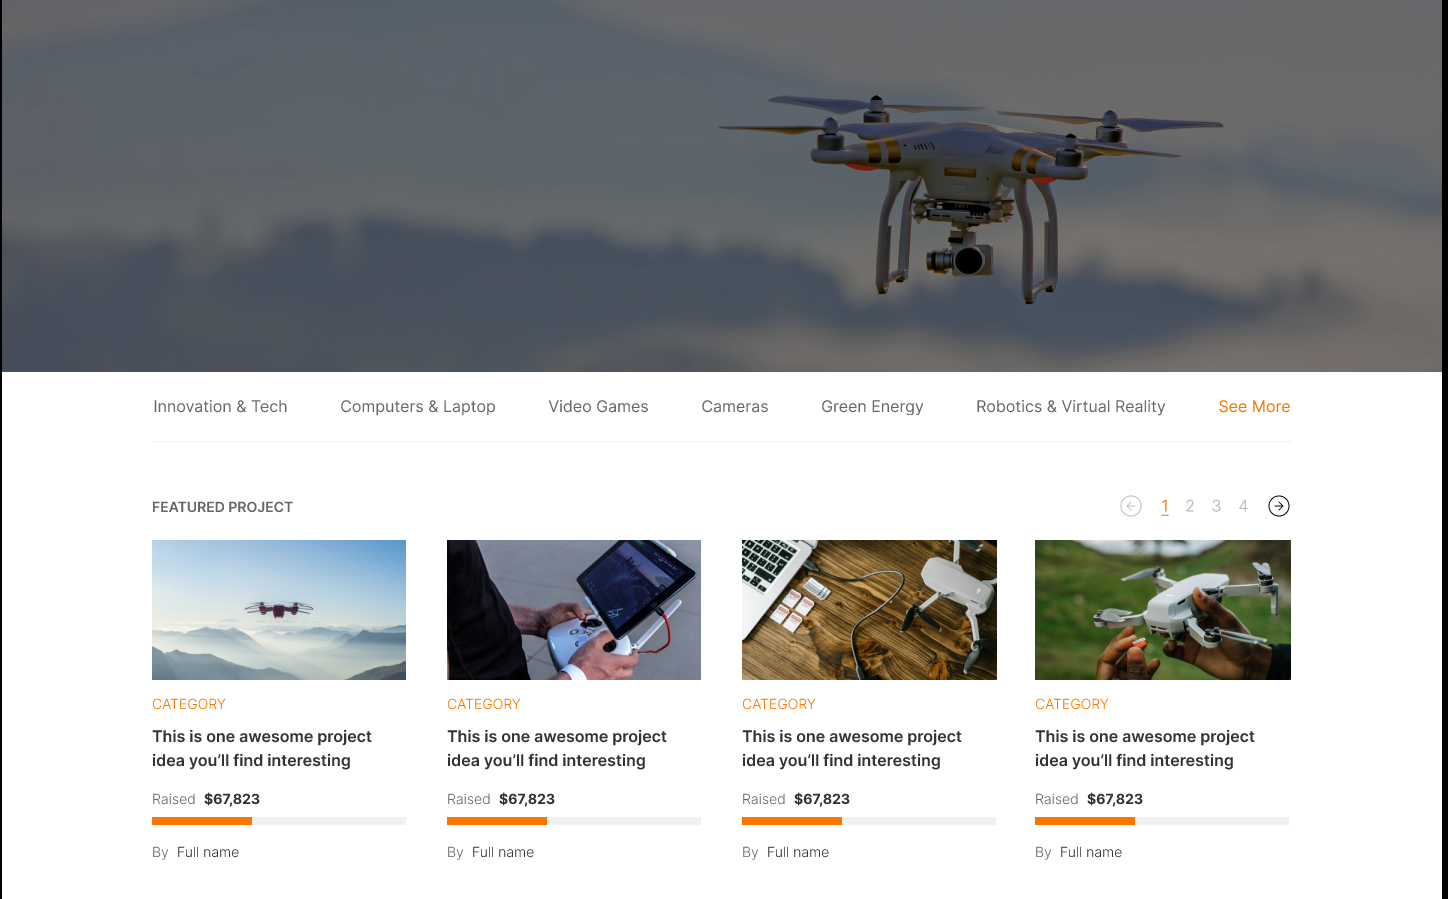 Innovation & Tech Computers & Laptop Video Games Cameras Green Energy Robotics & Virtual Reality See More
FEATURED PROJECT 1 2 3 4
CATEGORY CATEGORY CATEGORY CATEGORY
This is one awesome project This is one awesome project This is one awesome project This is one awesome project
idea you’ll find interesting idea you’ll find interesting idea you’ll find interesting idea you’ll find interesting
Raised $67,823 Raised $67,823 Raised $67,823 Raised $67,823
By Full name By Full name By Full name By Full name